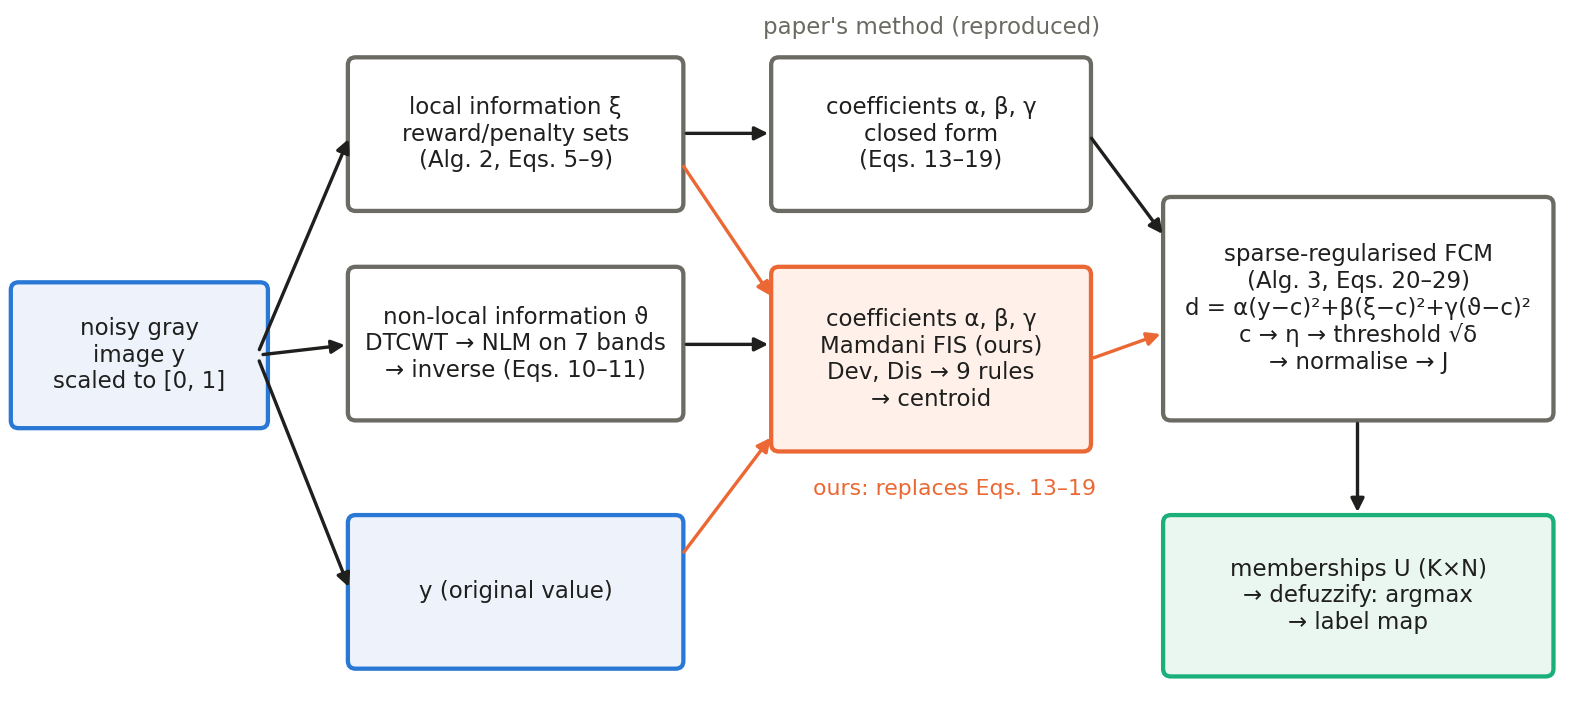 paper's method (reproduced)
local information ξ
reward/penalty sets
(Alg. 2, Eqs. 5–9)
coefficients α, β, γ
closed form
(Eqs. 13–19)
noisy gray
image y
scaled to [0, 1]
non-local information ϑ
DTCWT → NLM on 7 bands
→ inverse (Eqs. 10–11)
coefficients α, β, γ
Mamdani FIS (ours)
Dev, Dis → 9 rules
→ centroid
ours: replaces Eqs. 13–19
sparse-regularised FCM
(Alg. 3, Eqs. 20–29)
d = α(y−c)²+β(ξ−c)²+γ(ϑ−c)²
c → η → threshold √δ
→ normalise → J
y (original value)
memberships U (K×N)
→ defuzzify: argmax
→ label map